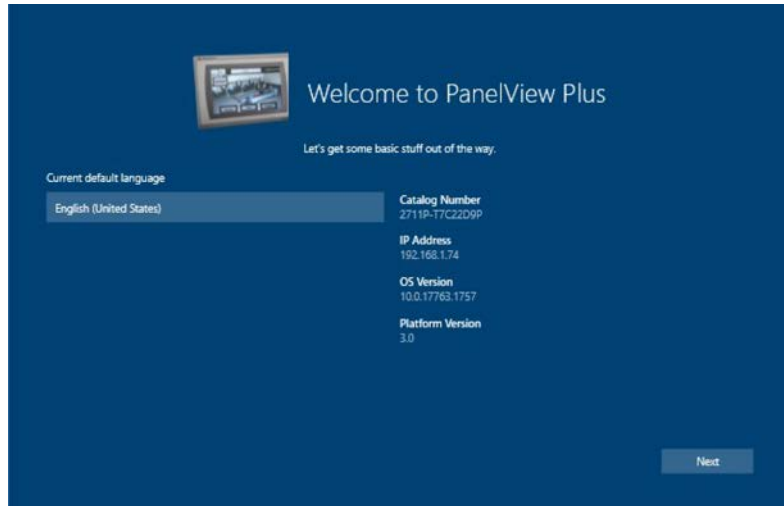 Welcome to PanelView Plus
Let's get some basic stuff out of the way.
Current default language
English (United States)
Catalog Number
2711P-T7C22D9P
IP Address
192.168.1.74
OS Version
10.0.17763.1757
Platform Version
3.0
Next